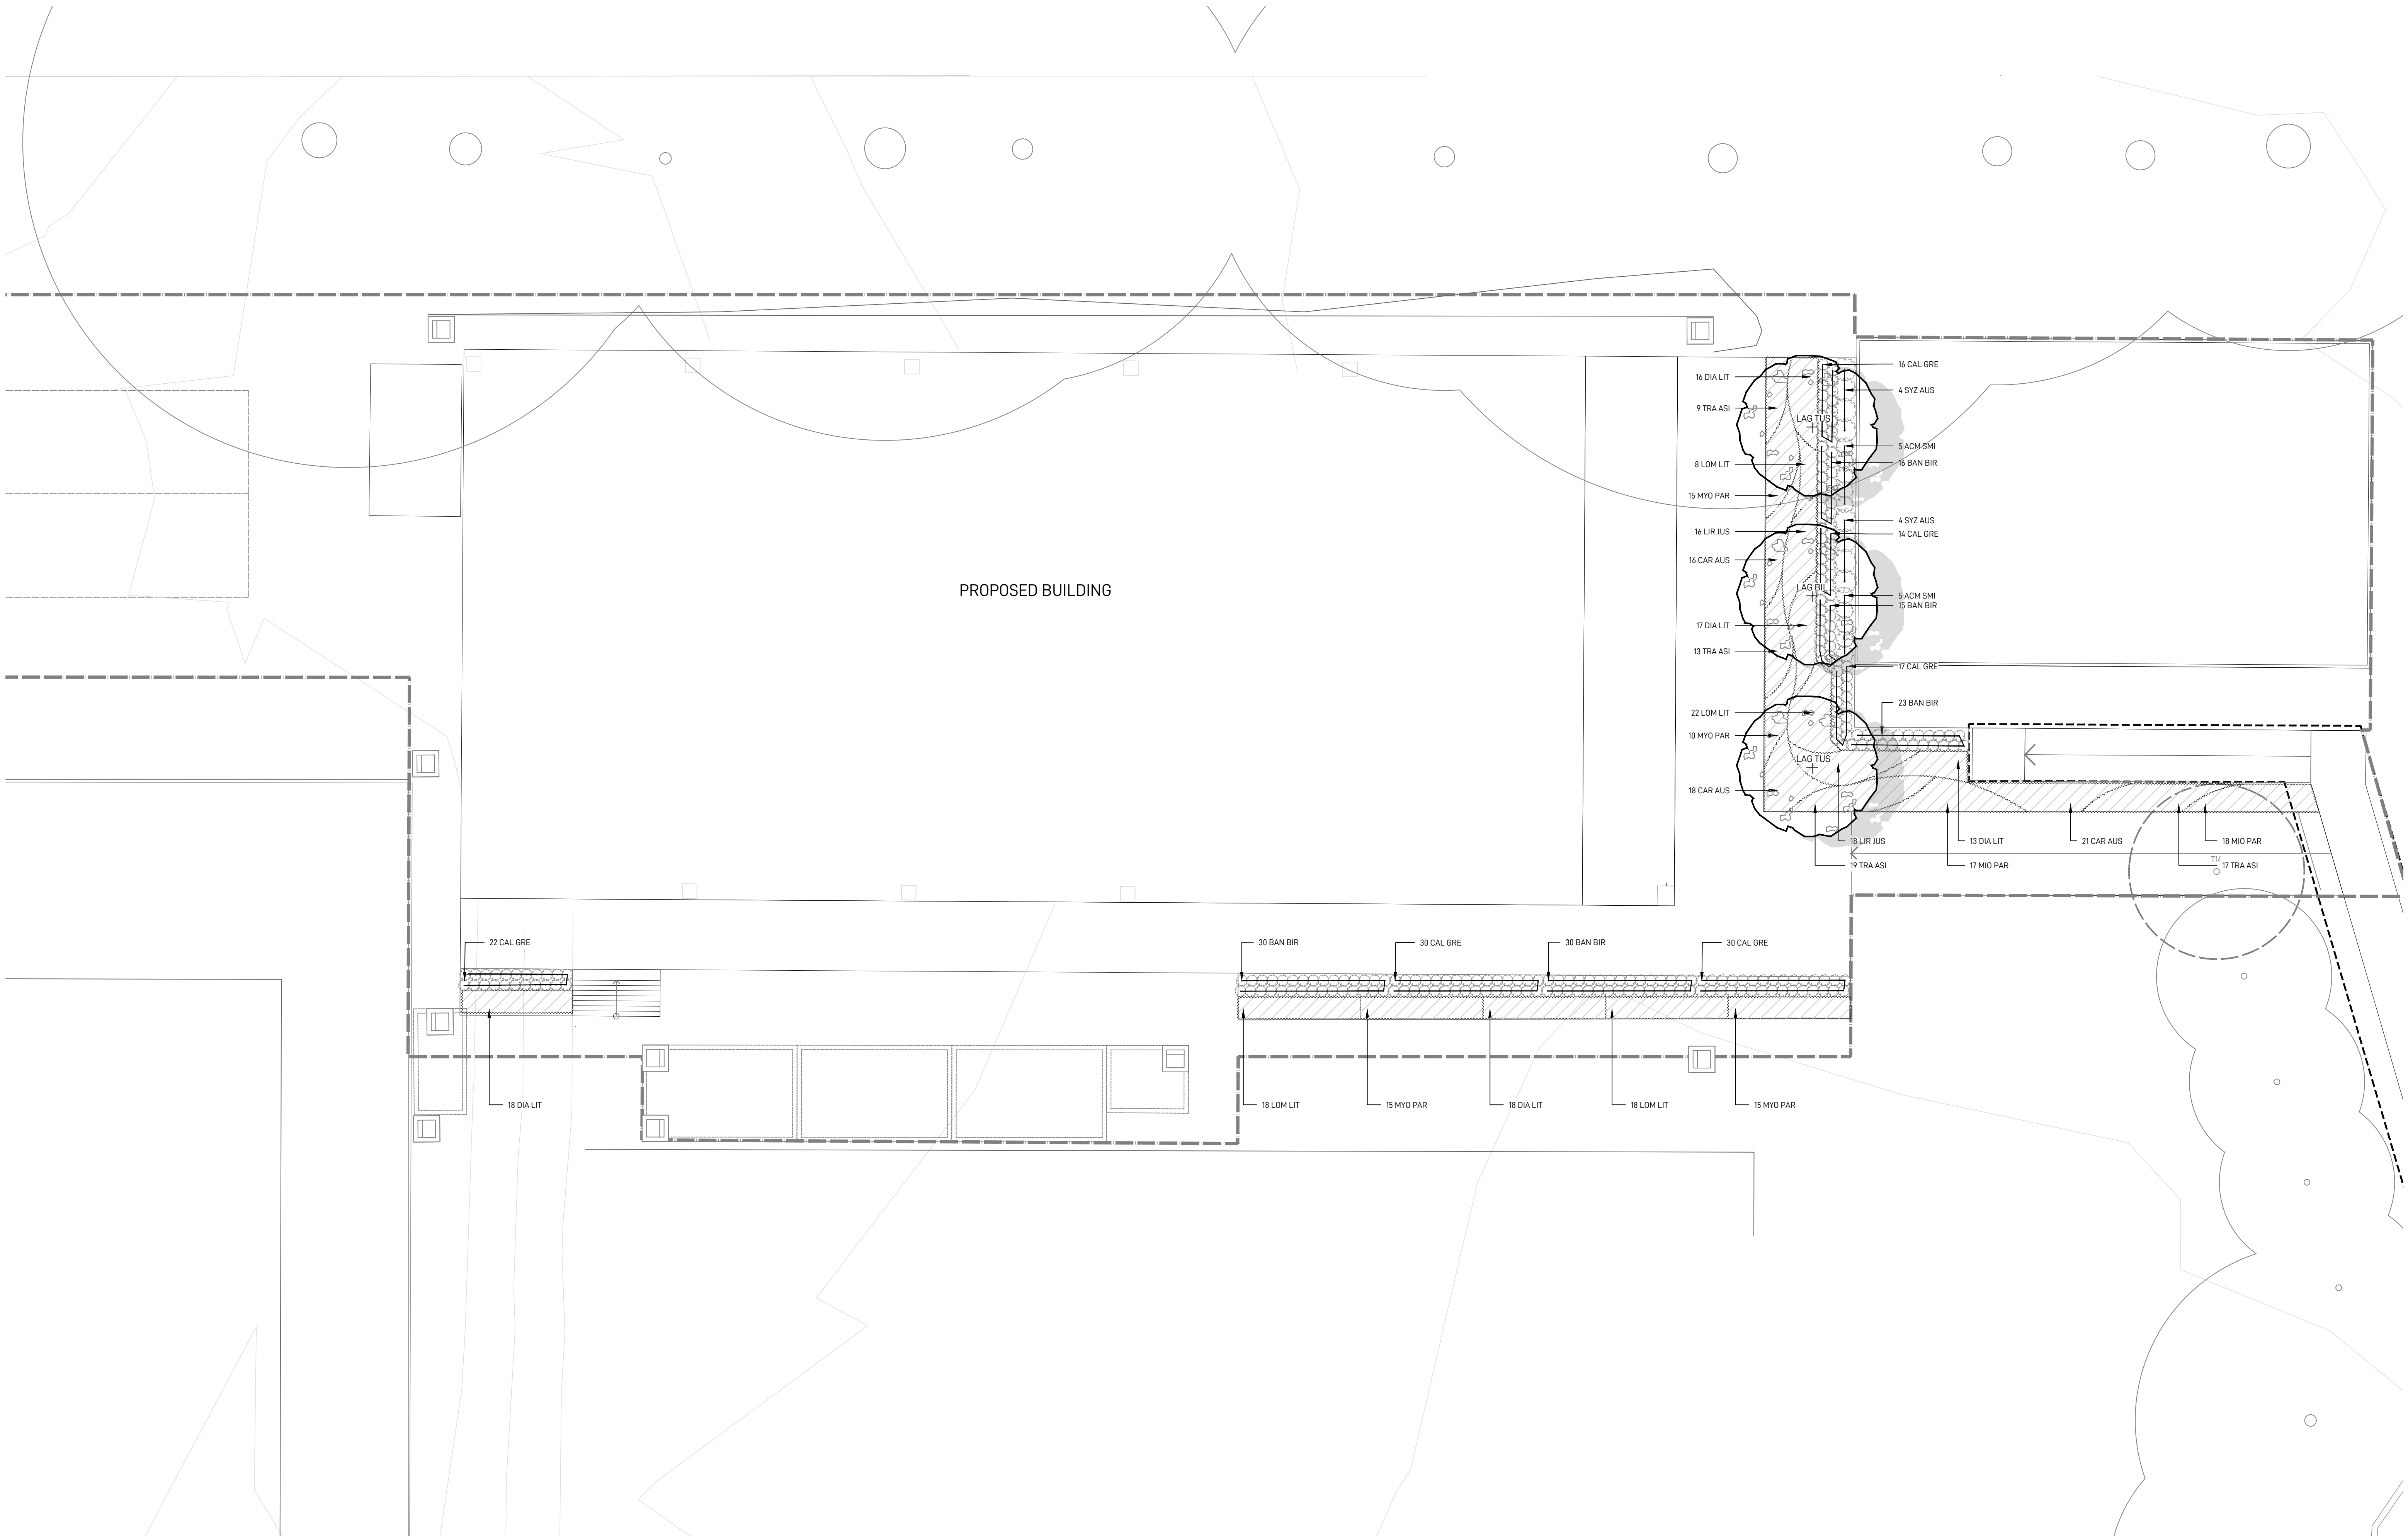 16 CAL GRE
16 DIA LIT
4 SYZ AUS
9 TRA ASI
LAG TUS
5 ACM SMI
16 BAN BIR
8 LOM LIT
15 MYO PAR
4 SYZ AUS
16 LIR JUS
14 CAL GRE
16 CAR AUS
PROPOSED BUILDING
LAG BIL
5 ACM SMI
15 BAN BIR
17 DIA LIT
13 TRA ASI
17 CAL GRE
23 BAN BIR
22 LOM LIT
10 MYO PAR
LAG TUS
18 CAR AUS
18 LIR JUS
13 DIA LIT
21 CAR AUS
18 MIO PAR
19 TRA ASI
17 MIO PAR
17 TRA ASI
22 CAL GRE
30 BAN BIR
30 CAL GRE
30 BAN BIR
30 CAL GRE
18 DIA LIT
18 LOM LIT
15 MYO PAR
18 DIA LIT
18 LOM LIT
15 MYO PAR